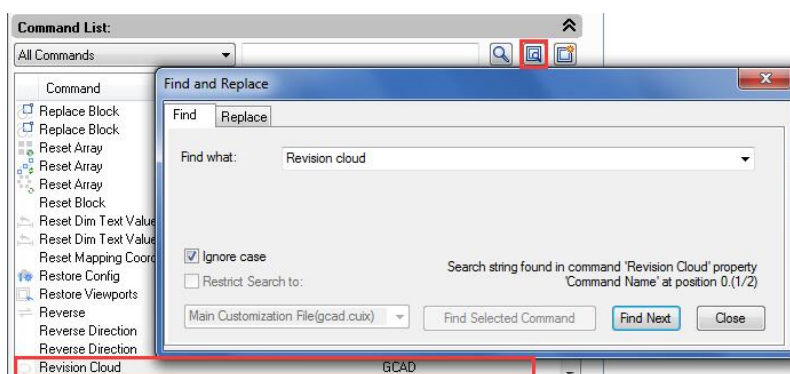 Command List:
All Commands
Command
Find and Replace
Find Replace
Find what: Revision cloud
Ignore case
Restrict Search to:
Search string found in command 'Revision Cloud' property
'Command Name' at position 0.(1/2)
Main Customization File(gcad.cuix) Find Selected Command Find Next Close
Replace Block
Replace Block
Reset Array
Reset Array
Reset Array
Reset Block
Reset Dim Text Value
Reset Dim Text Value
Reset Mapping Coord
Restore Config
Restore Viewports
Reverse
Reverse Direction
Reverse Direction
Revision Cloud GCAD